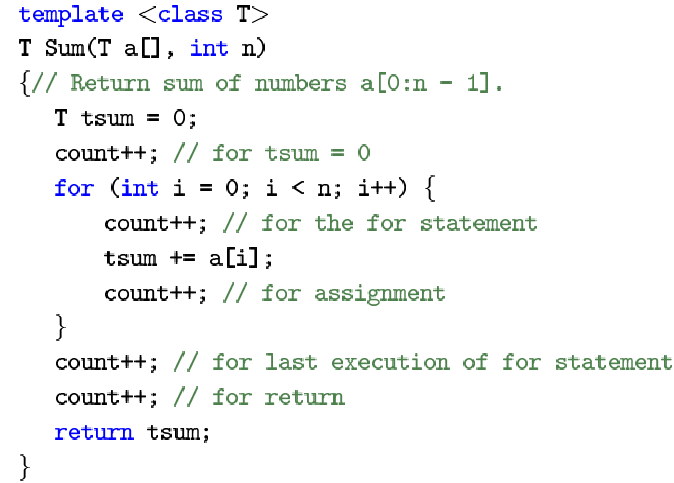 template <class T>
T Sum(T a[], int n)
{// Return sum of numbers a[0:n - 1].
T tsum = 0;
count++; // for tsum = 0
for (int i = 0; i < n; i++) {
count++; // for the for statement
tsum += a[i];
count++; // for assignment
}
count++; // for last execution of for statement
count++; // for return
return tsum;
}